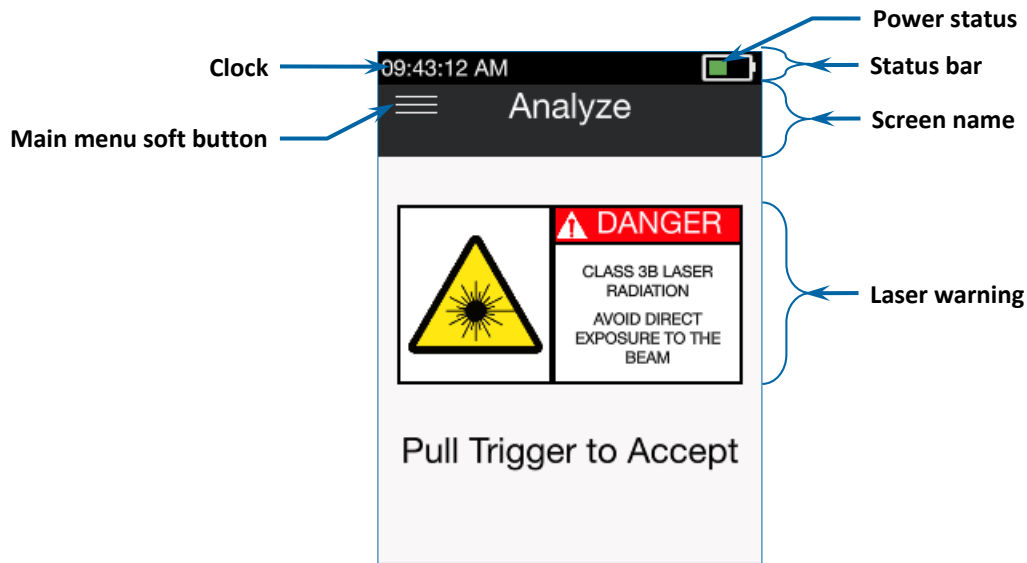 Power status
Clock
09:43:12 AM
Status bar
Main menu soft button
Analyze
Screen name
DANGER
CLASS 3B LASER
RADIATION
AVOID DIRECT
EXPOSURE TO THE
BEAM
Laser warning
Pull Trigger to Accept